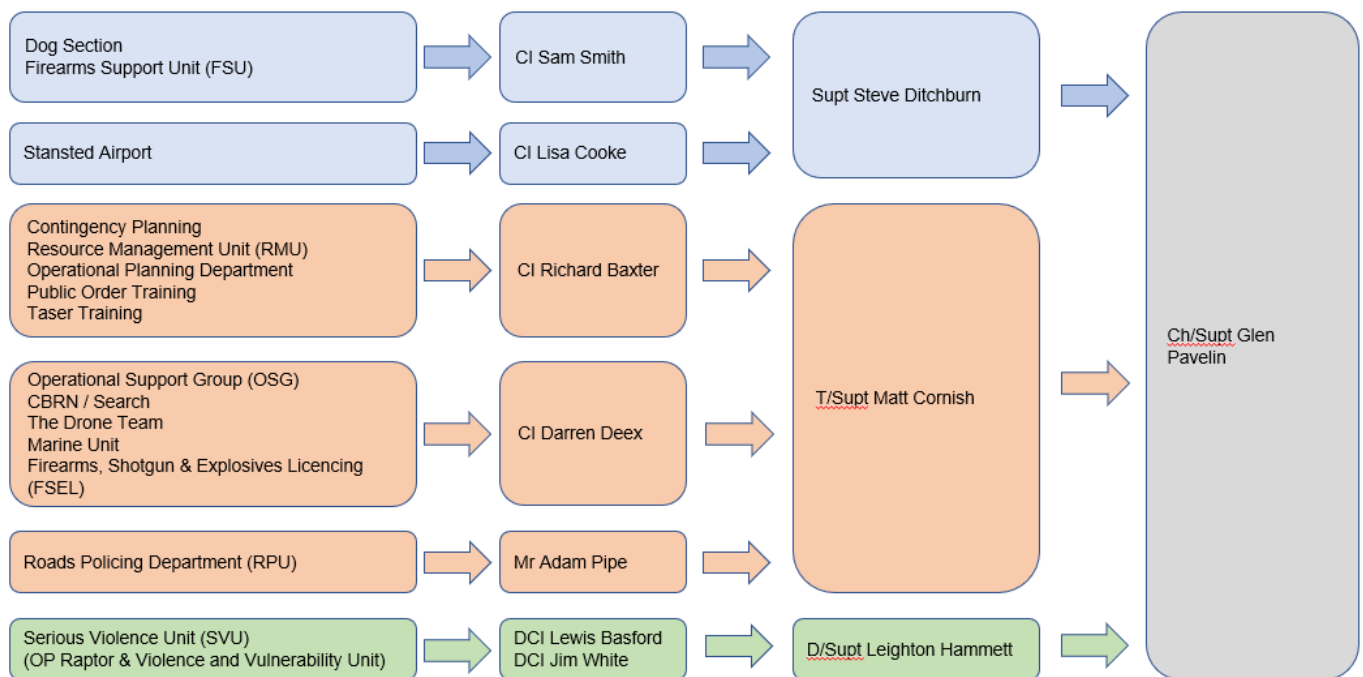 Dog Section
Firearms Support Unit (FSU)
CI Sam Smith
Supt Steve Ditchburn
Stansted Airport
CI Lisa Cooke
Contingency Planning
Resource Management Unit (RMU)
Operational Planning Department
Public Order Training
Taser Training
CI Richard Baxter
Operational Support Group (OSG)
CBRN / Search
The Drone Team
Marine Unit
Firearms, Shotgun & Explosives Licencing
(FSEL)
CI Darren Deex
T/Supt Matt Cornish
Roads Policing Department (RPU)
Mr Adam Pipe
Serious Violence Unit (SVU)
(OP Raptor & Violence and Vulnerability Unit)
DCI Lewis Basford
DCI Jim White
D/Supt Leighton Hammett
Ch/Supt Glen
Pavelin